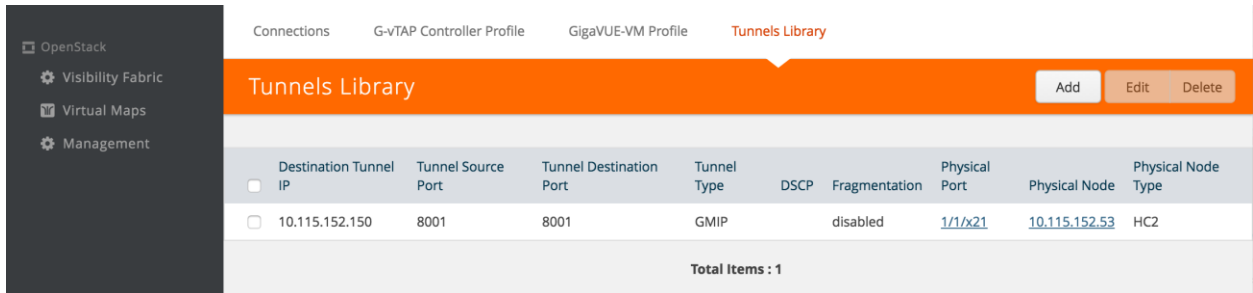 OpenStack
Visibility Fabric
Virtual Maps
Management
Connections G-vTAP Controller Profile GigaVUE-VM Profile Tunnels Library
Tunnels Library Add Edit Delete
Destination Tunnel IP Tunnel Source Port Tunnel Destination Port Tunnel Type DSCP Fragmentation Physical Port Physical Node Physical Node Type
10.115.152.150 8001 8001 GMIP disabled 1/1/x21 10.115.152.53 HC2
Total Items : 1